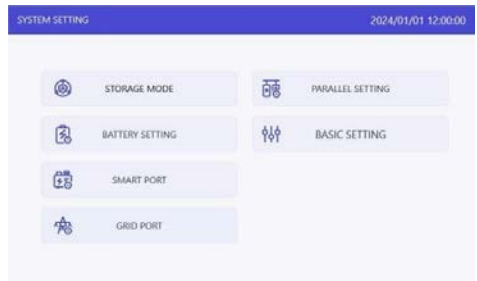 SYSTEM SETTING 2024/01/01 12:00:00
STORAGE MODE PARALLEL SETTING
BATTERY SETTING BASIC SETTING
SMART PORT
GRID PORT